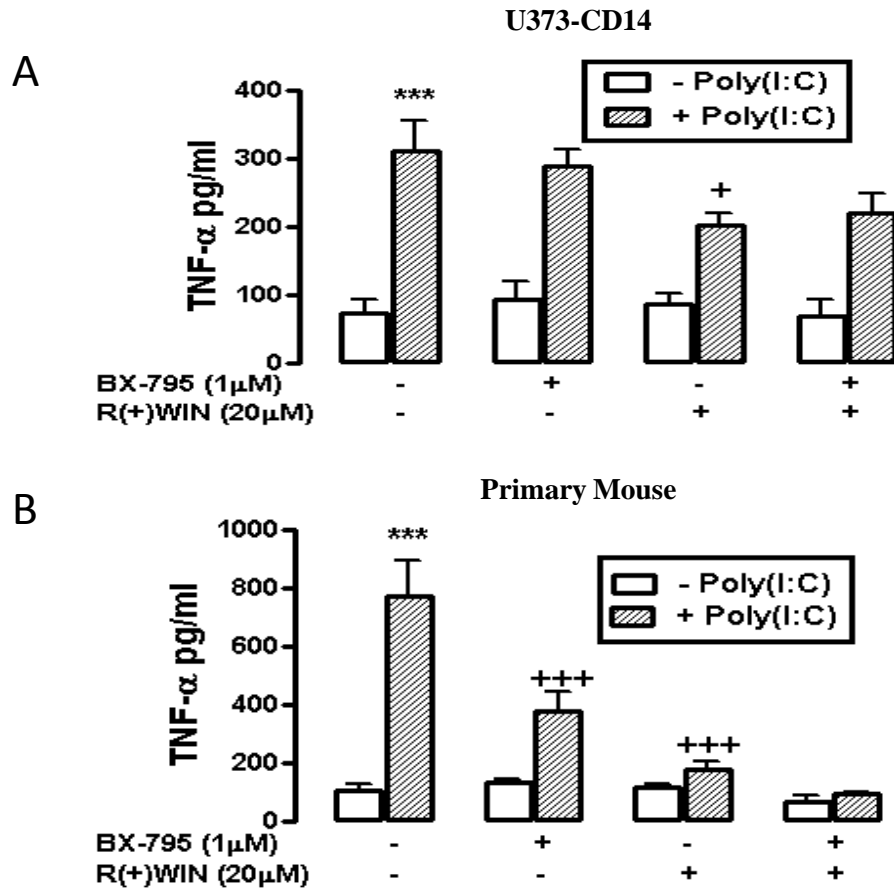 U373-CD14
A
TNF-α pg/ml
400
300
200
100
0
***
+
- Poly(I:C)
+ Poly(I:C)
BX-795 (1μM) - + - +
R(+)WIN (20μM) - - + +
Primary Mouse
B
TNF-α pg/ml
1000
800
600
400
200
0
***
+++
+++
- Poly(I:C)
+ Poly(I:C)
BX-795 (1μM) - + - +
R(+)WIN (20μM) - - + +